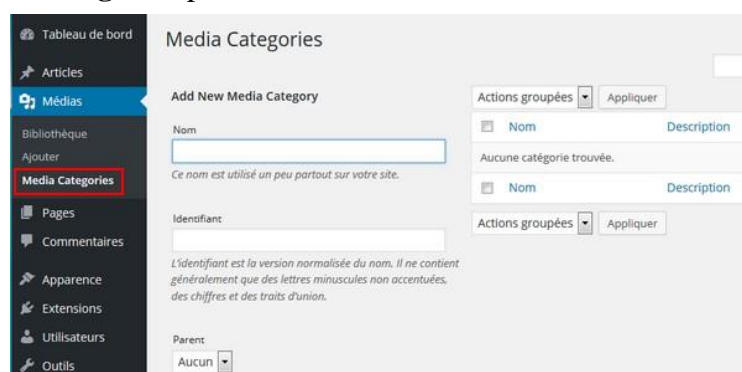 Tableau de bord
Articles
Médias
Bibliothèque
Ajouter
Media Categories
Pages
Commentaires
Apparence
Extensions
Utilisateurs
Outils
Media Categories
Add New Media Category
Nom
Ce nom est utilisé un peu partout sur votre site.
Identifiant
L'identifiant est la version normalisée du nom. Il ne contient
généralement que des lettres minuscules non accentuées,
des chiffres et des traits d'union.
Parent
Aucun
Actions groupées Appliquer
Nom Description
Aucune catégorie trouvée.
Nom Description
Actions groupées Appliquer